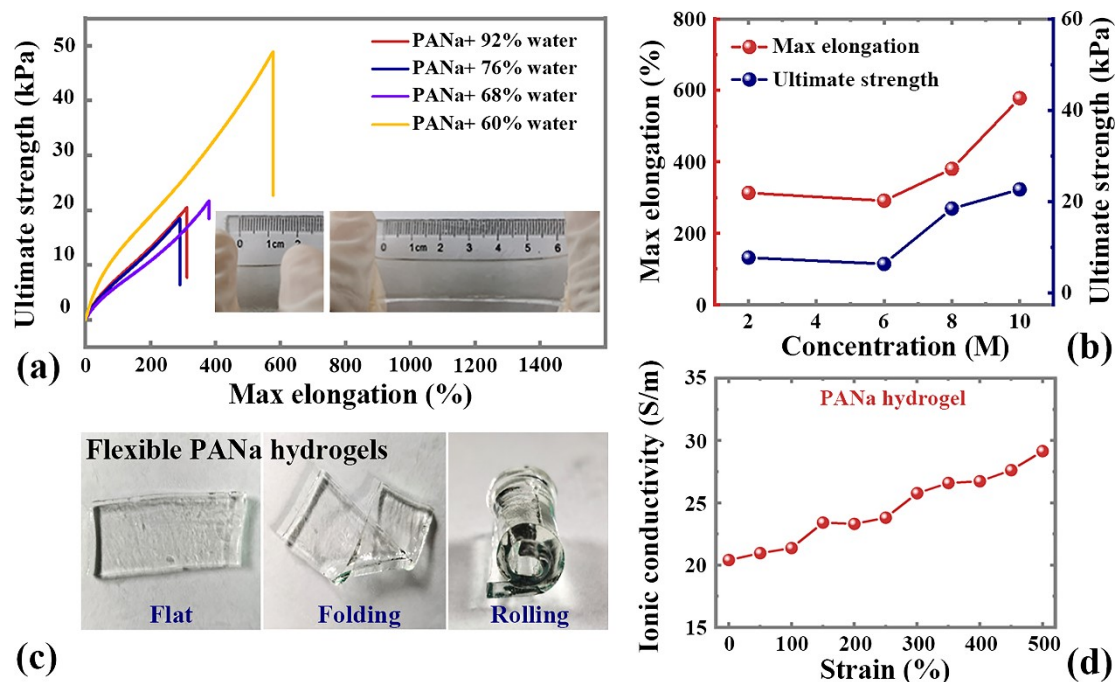 Ultimate strength (kPa)
50
40
30
20
10
0
PANa+ 92% water
PANa+ 76% water
PANa+ 68% water
PANa+ 60% water
0 1cm 2
0 1cm 2 3 4 5 6
0 200 400 600 800 1000 1200 1400
Max elongation (%)
(a)
Max elongation (%)
800
600
400
200
0
Max elongation
Ultimate strength
60
40
20
0
Ultimate strength (kPa)
2 4 6 8 10
Concentration (M)
(b)
Flexible PANa hydrogels
Flat
Folding
Rolling
(c)
Ionic conductivity (S/m)
35
30
25
20
15
PANa hydrogel
0 100 200 300 400 500
Strain (%)
(d)